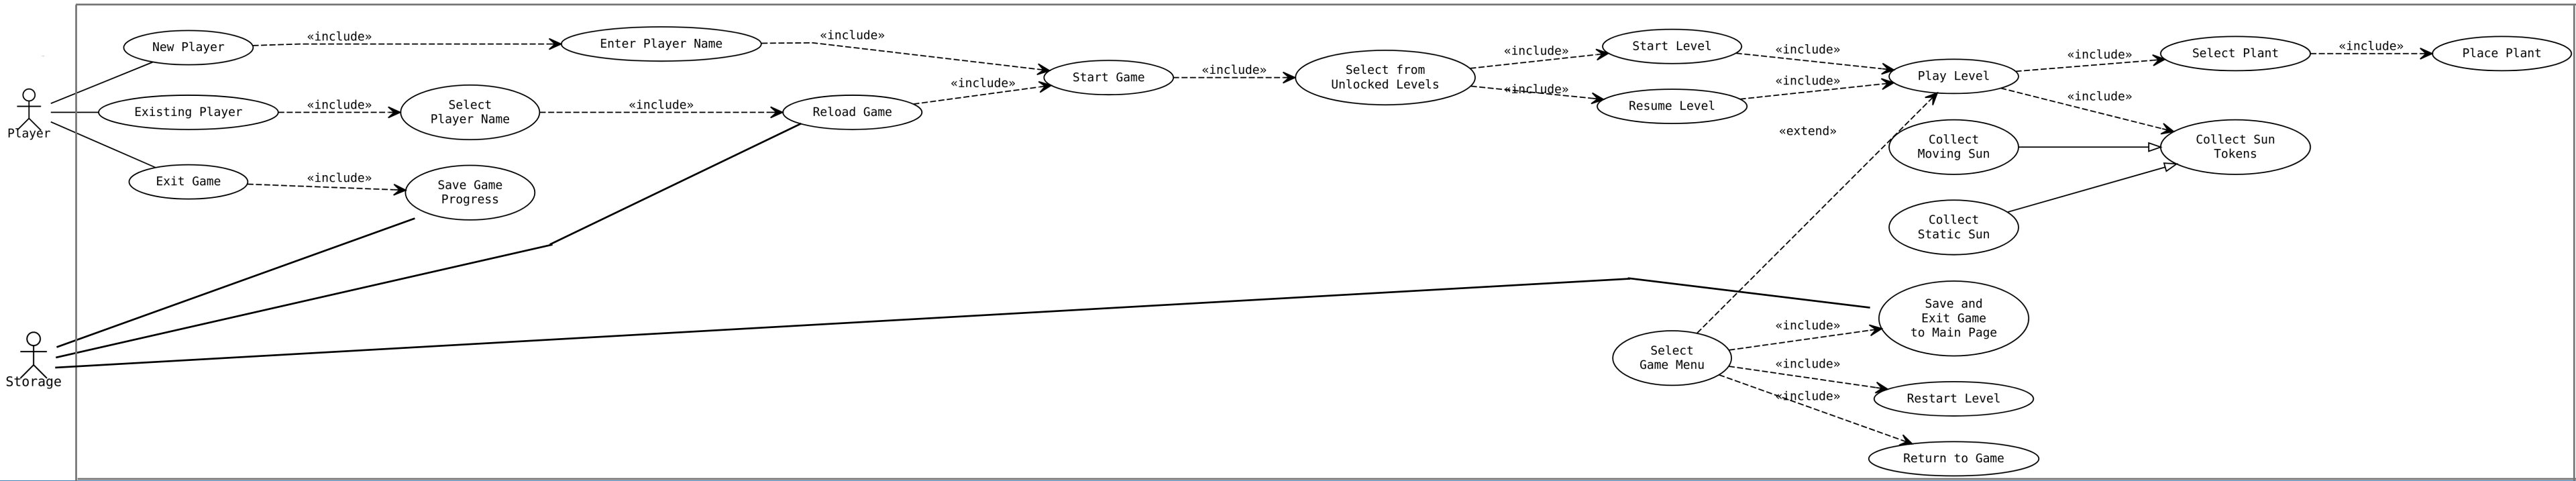 New Player
«include»
Enter Player Name
«include»
Start Game
«include»
Select from
Unlocked Levels
«include»
Start Level
«include»
Play Level
«include»
Select Plant
«include»
Place Plant
Player
Existing Player
«include»
Select
Player Name
«include»
Reload Game
«include»
«include»
Resume Level
«include»
«include»
Exit Game
«include»
Save Game
Progress
«extend»
Collect
Moving Sun
Collect Sun
Tokens
Collect
Static Sun
Storage
Select
Game Menu
«include»
Save and
Exit Game
to Main Page
«include»
Restart Level
«include»
Return to Game